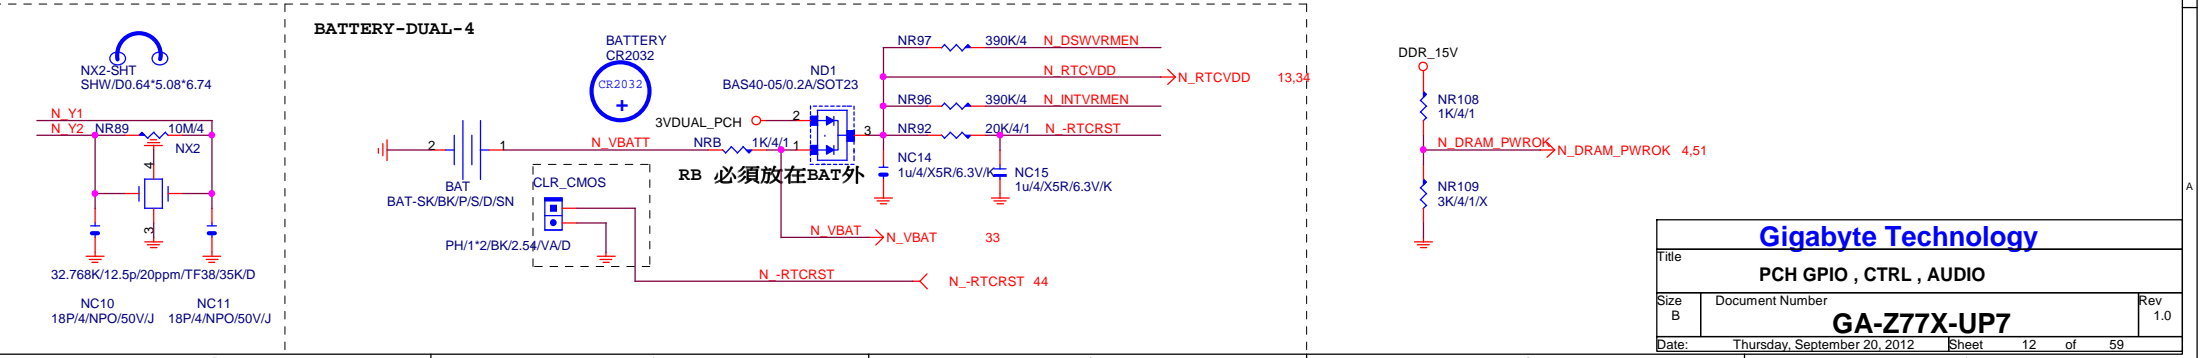 BATTERY-DUAL-4
NX2-SHT
SHW/D0.64*5.08*6.74
N_Y1
N_Y2
NR89
10M/4
NX2
4
3
32.768K/12.5p/20ppm/TF38/35K/D
NC10
18P/4/NPO/50V/J
NC11
18P/4/NPO/50V/J
BATTERY
CR2032
CR2032
+
2
1
BAT
BAT-SK/BK/P/S/D/SN
N_VBATT
3VDUAL_PCH
NRB
1K/4/1
RB 必須放在BAT外
ND1
BAS40-05/0.2A/SOT23
2
1
3
CLR_CMOS
PH/1*2/BK/2.54/VA/D
NR97
390K/4
N_DSWVRMEN
N_RTCVDD
N_RTCVDD
13,34
NR96
390K/4
N_INTVRMEN
NR92
20K/4/1
N_-RTCRST
NC14
1u/4/X5R/6.3V/K
NC15
1u/4/X5R/6.3V/K
N_VBAT
N_VBAT
33
N_-RTCRST
N_-RTCRST 44
DDR_15V
NR108
1K/4/1
N_DRAM_PWROK
N_DRAM_PWROK 4,51
NR109
3K/4/1/X
A
Gigabyte Technology
Title
PCH GPIO , CTRL , AUDIO
Size
B
Document Number
GA-Z77X-UP7
Rev
1.0
Date: Thursday, September 20, 2012
Sheet 12 of 59